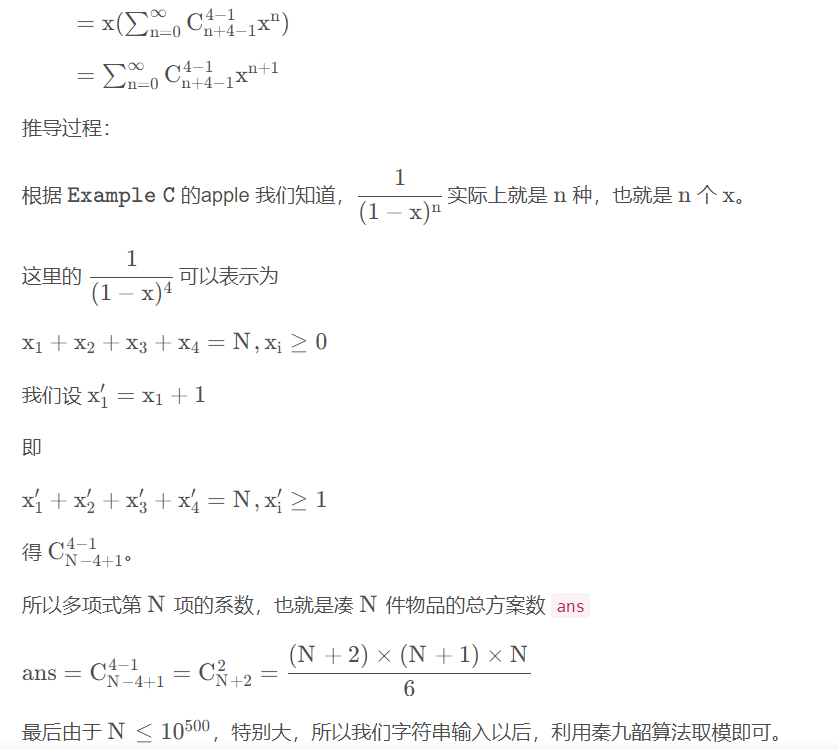 = x(∑_{n=0}^{∞} C_{n+4−1}^{4−1} x^n)
= ∑_{n=0}^{∞} C_{n+4−1}^{4−1} x^{n+1}
推导过程：
根据 Example C 的apple 我们知道，\frac{1}{(1 − x)^n} 实际上就是 n 种，也就是 n 个 x。
这里的 \frac{1}{(1 − x)^4} 可以表示为
x_1 + x_2 + x_3 + x_4 = N, x_i ≥ 0
我们设 x′_1 = x_1 + 1
即
x′_1 + x′_2 + x′_3 + x′_4 = N, x′_i ≥ 1
得 C_{N−4+1}^{4−1}。
所以多项式第 N 项的系数，也就是凑 N 件物品的总方案数 ans
ans = C_{N−4+1}^{4−1} = C_{N+2}^{2} = \frac{(N + 2) × (N + 1) × N}{6}
最后由于 N ≤ 10^{500}，特别大，所以我们字符串输入以后，利用秦九韶算法取模即可。